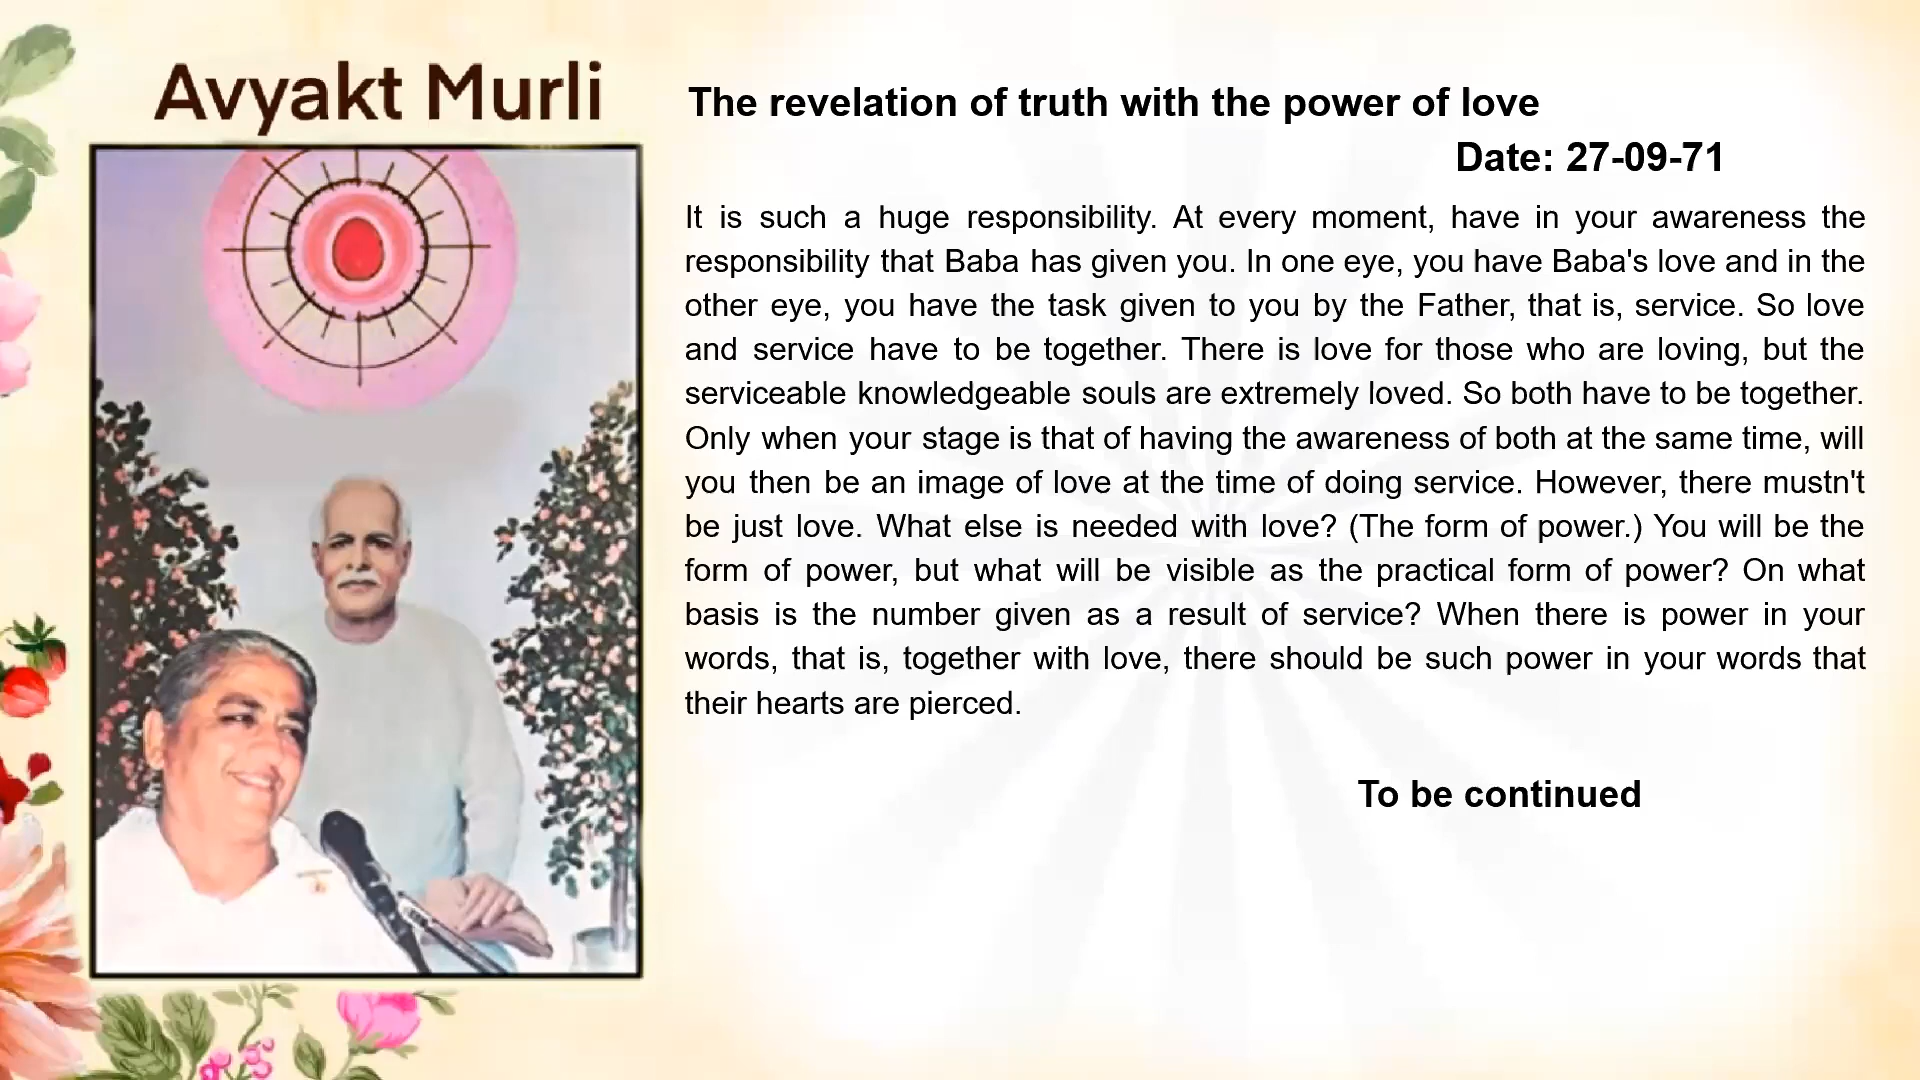 Avyakt Murli
The revelation of truth with the power of love
Date: 27-09-71
It is such a huge responsibility. At every moment, have in your awareness the
responsibility that Baba has given you. In one eye, you have Baba's love and in the
other eye, you have the task given to you by the Father, that is, service. So love
and service have to be together. There is love for those who are loving, but the
serviceable knowledgeable souls are extremely loved. So both have to be together.
Only when your stage is that of having the awareness of both at the same time, will
you then be an image of love at the time of doing service. However, there mustn't
be just love. What else is needed with love? (The form of power.) You will be the
form of power, but what will be visible as the practical form of power? On what
basis is the number given as a result of service? When there is power in your
words, that is, together with love, there should be such power in your words that
their hearts are pierced.
To be continued